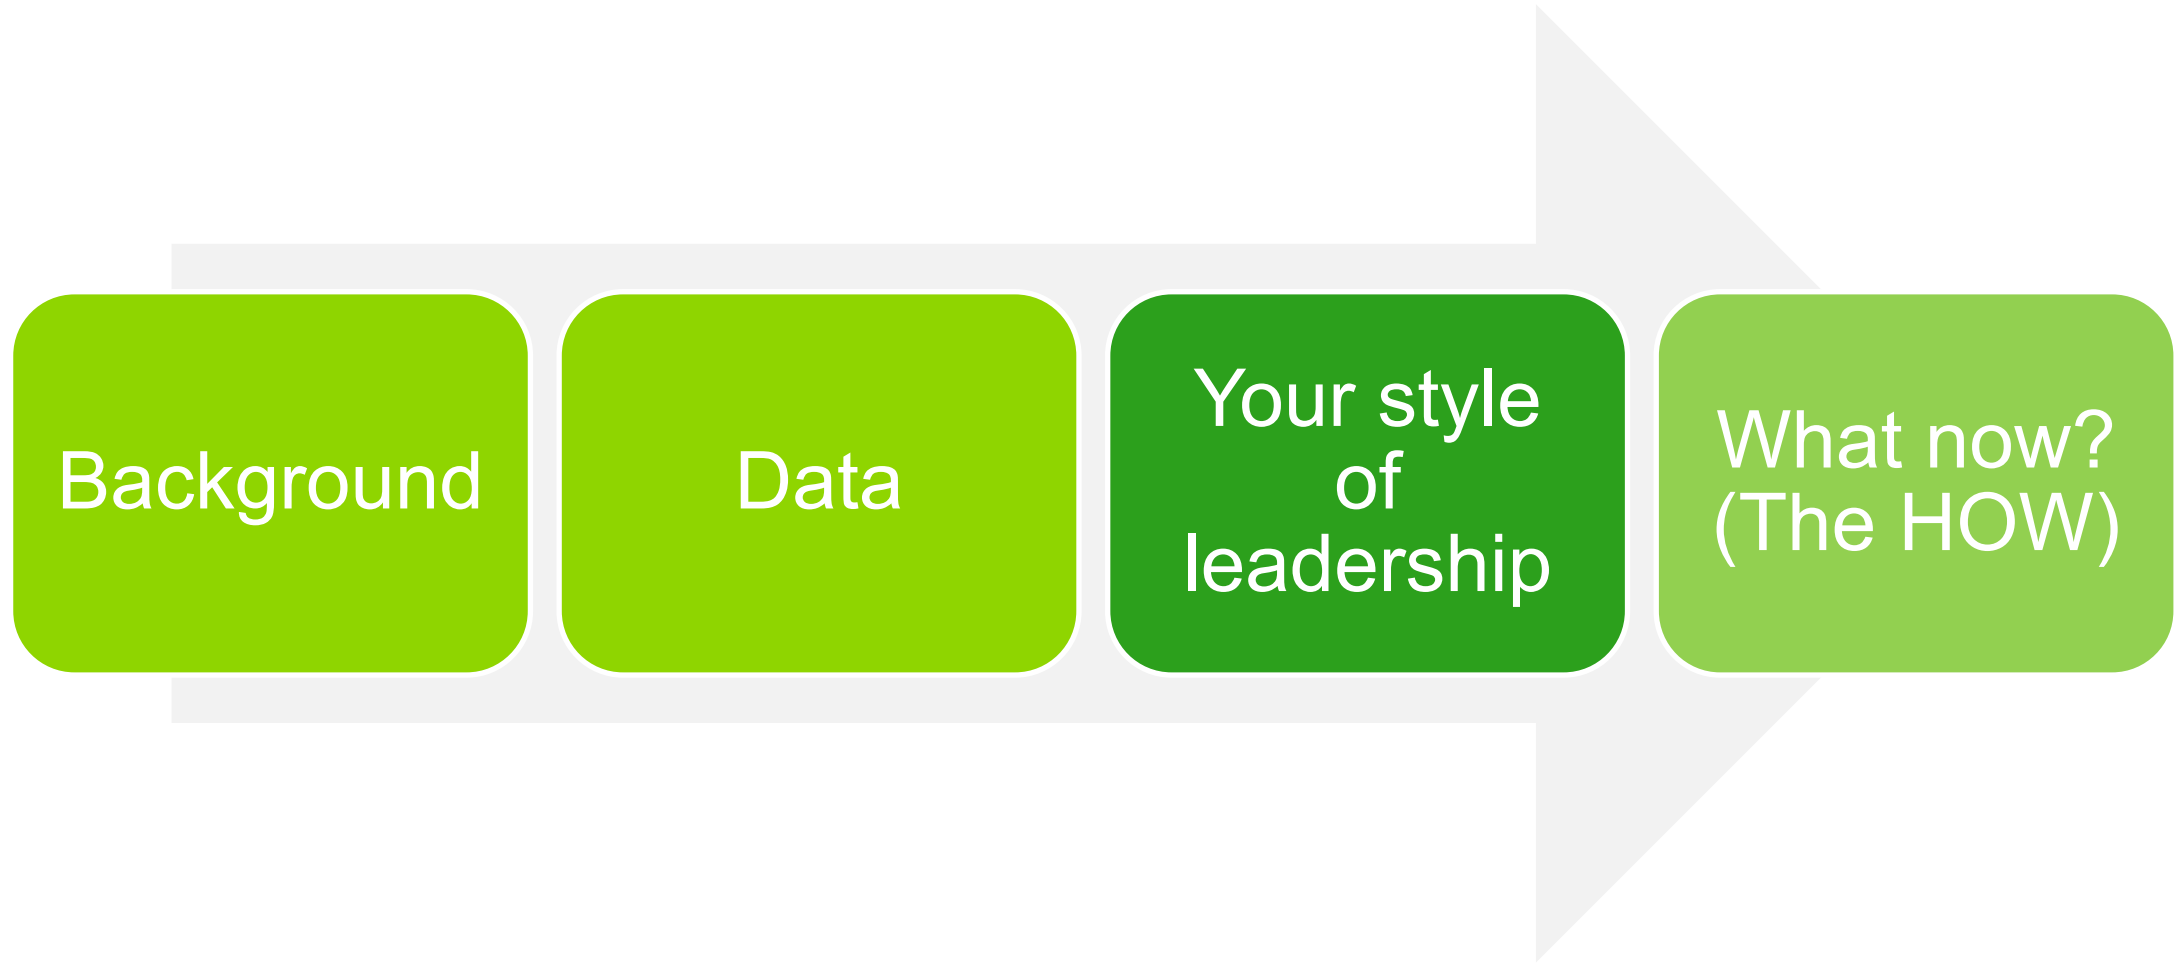 Background
Data
Your style
of
leadership
What now?
(The HOW)